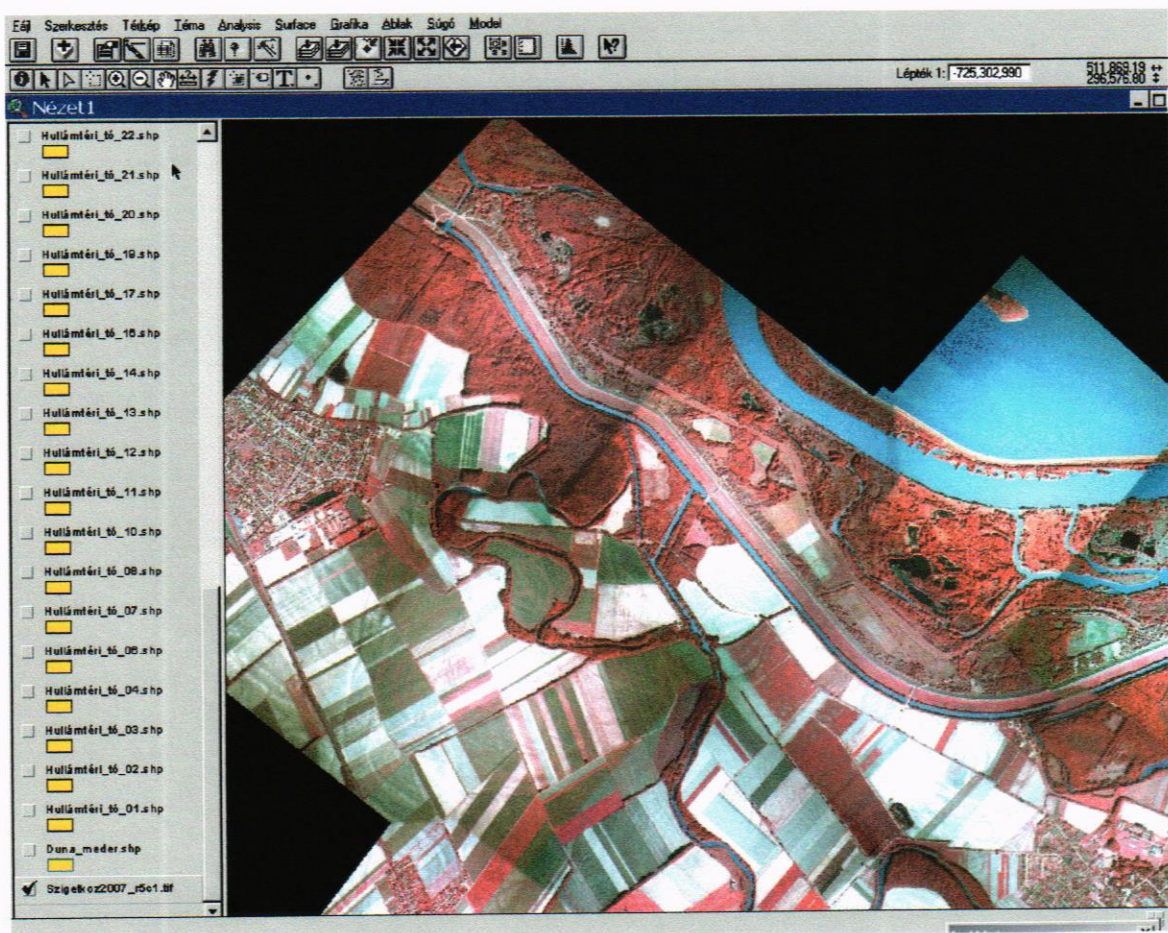 Fájl Szerkesztés Térkép Téma Analysis Surface Grafika Ablak Súgó Model
Lépték 1: -725,302,990
511,869.19
296,576.80
Nézet1
Hullámtéri_tó_22.shp
Hullámtéri_tó_21.shp
Hullámtéri_tó_20.shp
Hullámtéri_tó_19.shp
Hullámtéri_tó_17.shp
Hullámtéri_tó_16.shp
Hullámtéri_tó_14.shp
Hullámtéri_tó_13.shp
Hullámtéri_tó_12.shp
Hullámtéri_tó_11.shp
Hullámtéri_tó_10.shp
Hullámtéri_tó_08.shp
Hullámtéri_tó_07.shp
Hullámtéri_tó_06.shp
Hullámtéri_tó_04.shp
Hullámtéri_tó_03.shp
Hullámtéri_tó_02.shp
Hullámtéri_tó_01.shp
Duna_meder.shp
Szigetkoz2007_r5c1.tif